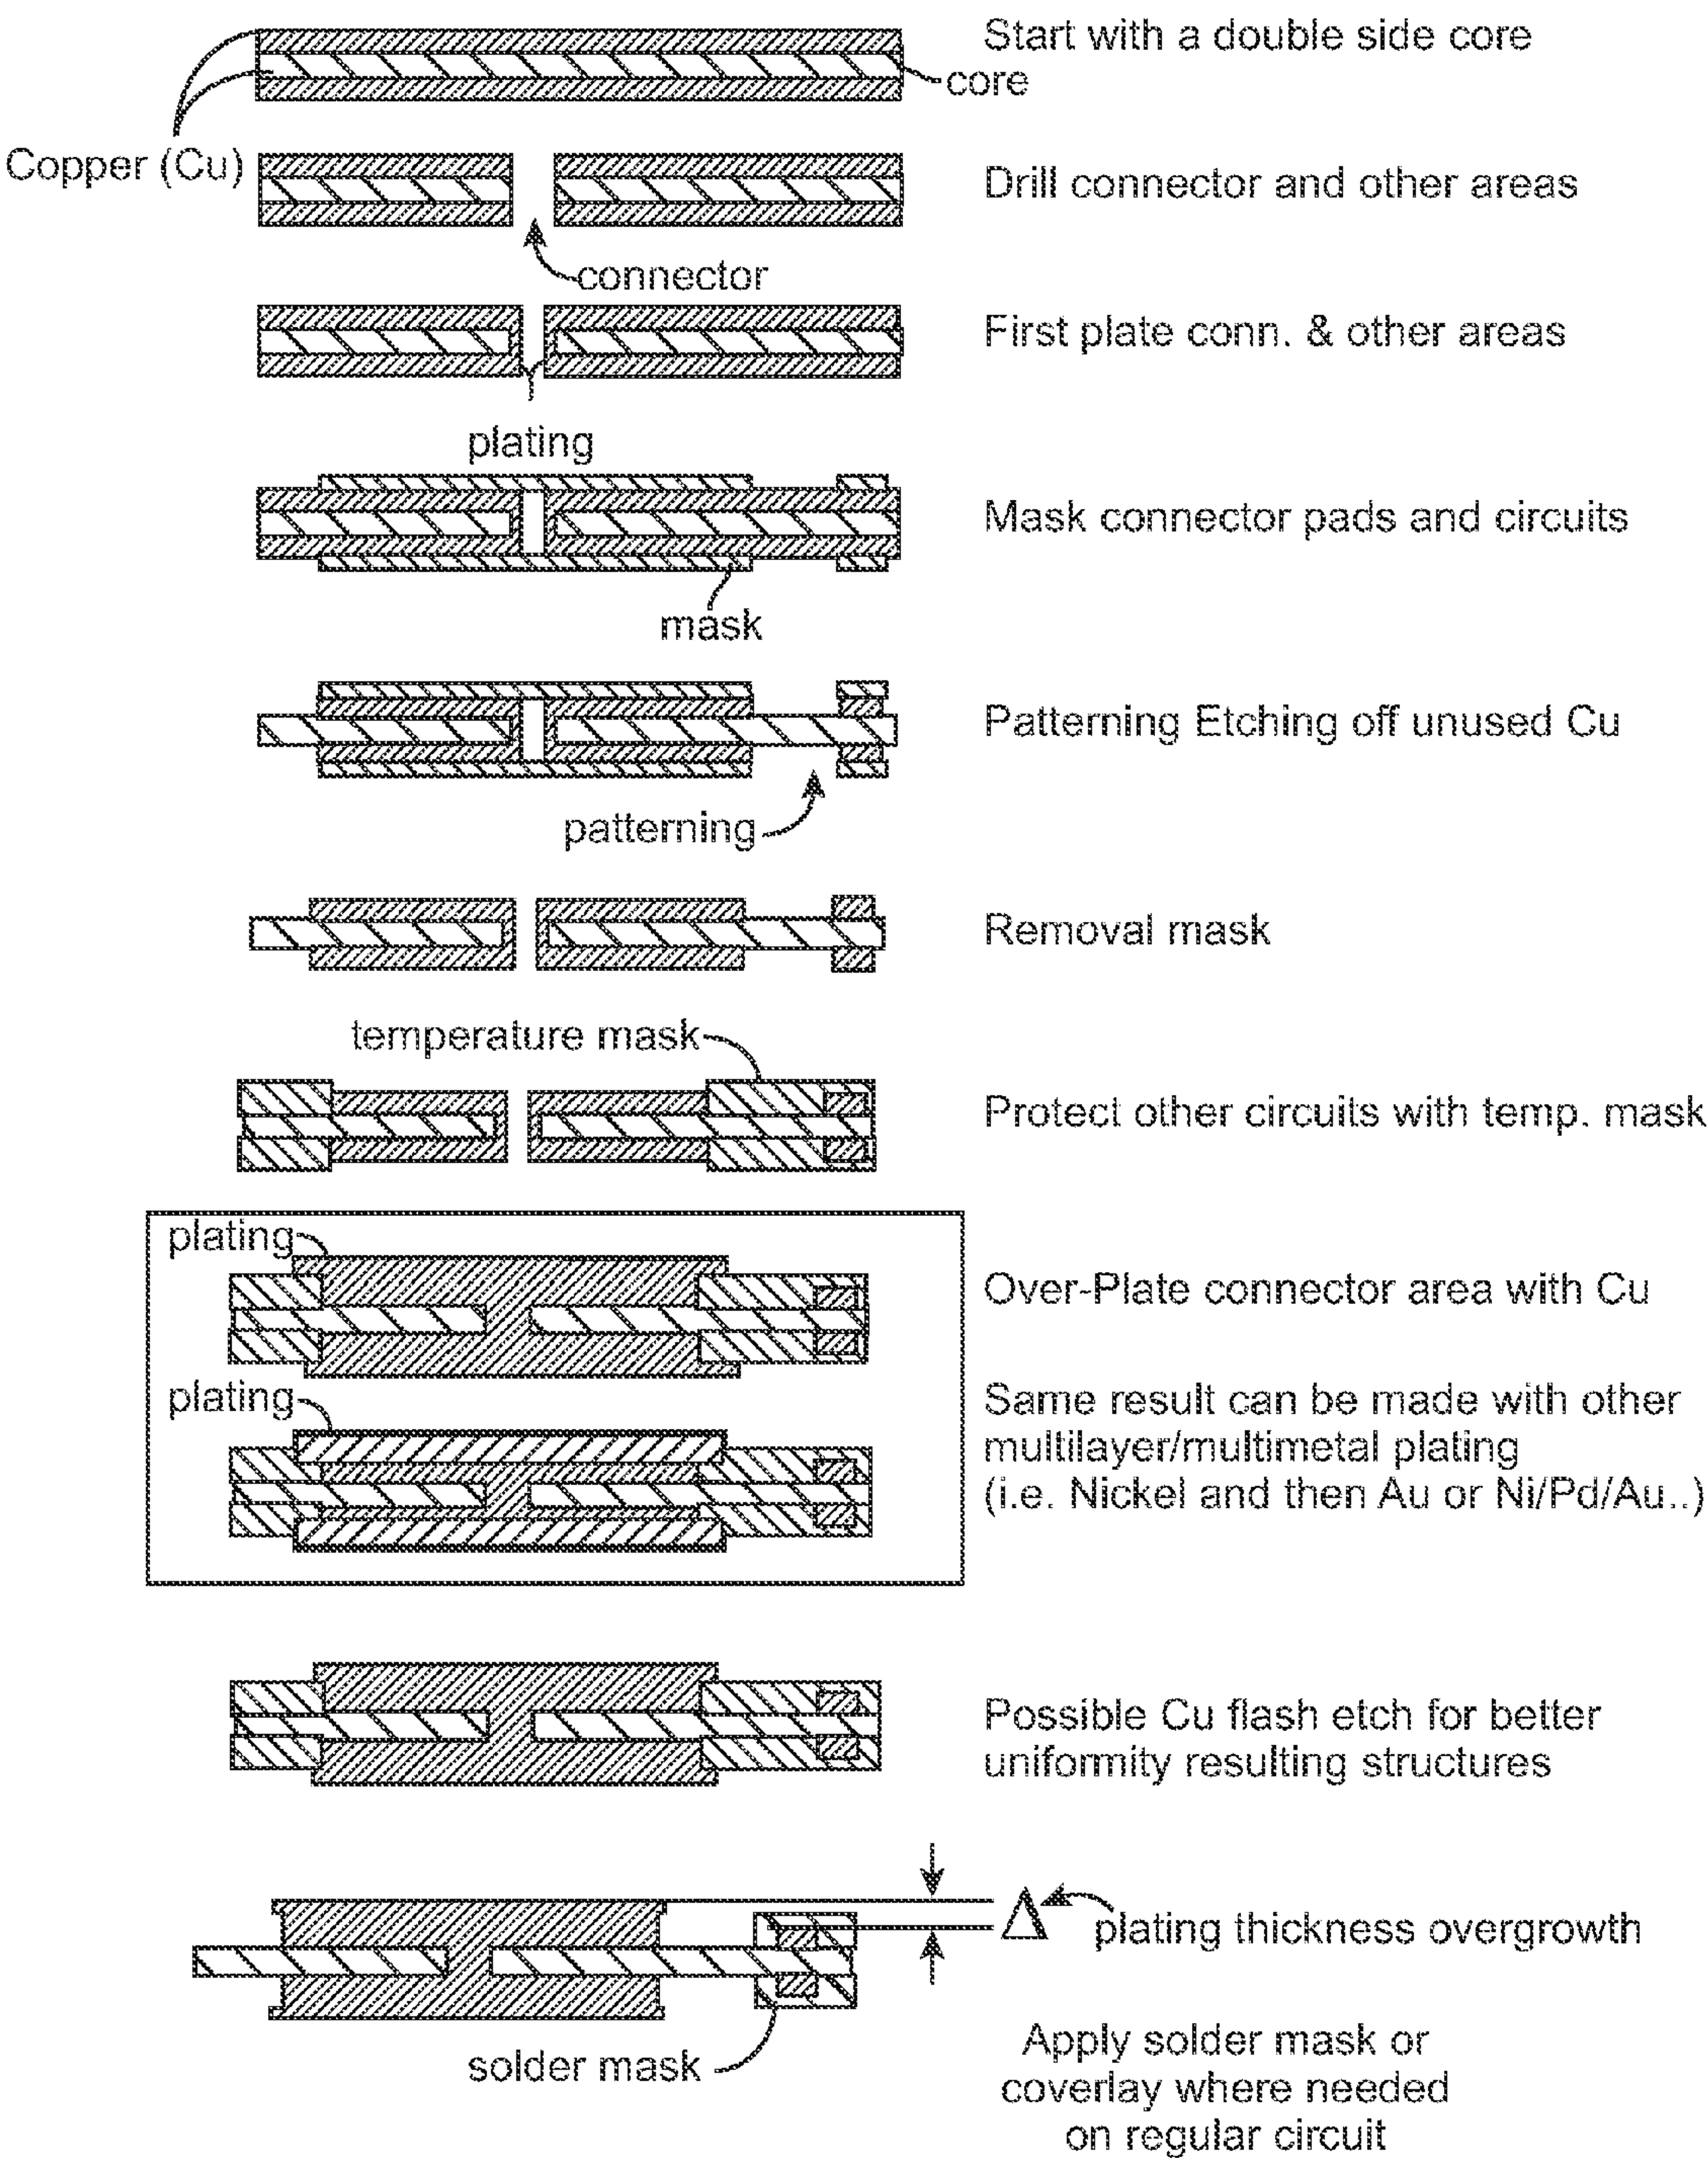 Start with a double side core
core
Copper (Cu)
Drill connector and other areas
connector
First plate conn. & other areas
plating
Mask connector pads and circuits
mask
Patterning Etching off unused Cu
patterning
Removal mask
temperature mask
Protect other circuits with temp. mask
plating
Over-Plate connector area with Cu
plating
Same result can be made with other
multilayer/multimetal plating
(i.e. Nickel and then Au or Ni/Pd/Au..)
Possible Cu flash etch for better
uniformity resulting structures
Δ
plating thickness overgrowth
solder mask
Apply solder mask or
coverlay where needed
on regular circuit